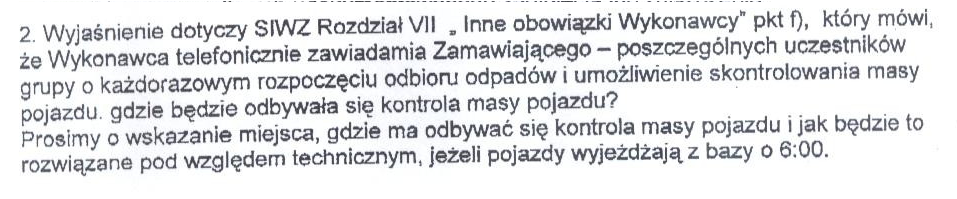 2. Wyjaśnienie dotyczy SIWZ Rozdział VII „ Inne obowiązki Wykonawcy" pkt f), który mówi,
że Wykonawca telefonicznie zawiadamia Zamawiającego – poszczególnych uczestników
grupy o każdorazowym rozpoczęciu odbioru odpadów i umożliwienie skontrolowania masy
pojazdu. gdzie będzie odbywała się kontrola masy pojazdu?
Prosimy o wskazanie miejsca, gdzie ma odbywać się kontrola masy pojazdu i jak będzie to
rozwiązane pod względem technicznym, jeżeli pojazdy wyjeżdżają z bazy o 6:00.